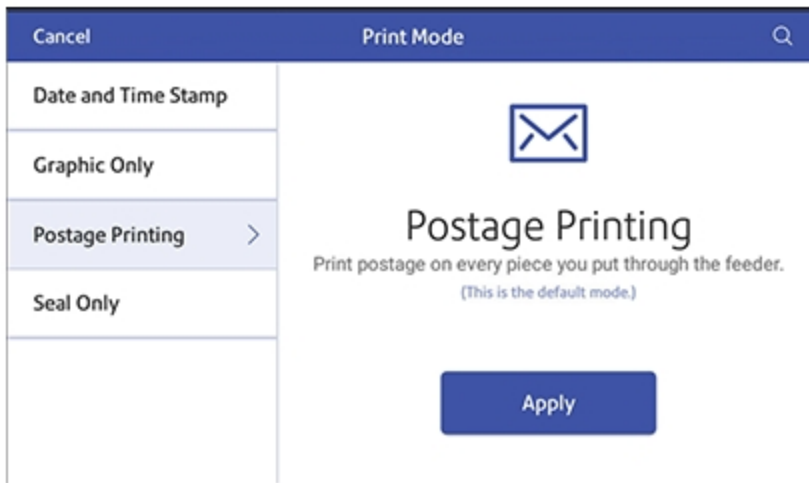 Cancel
Print Mode
Date and Time Stamp
Graphic Only
Postage Printing
Seal Only
Postage Printing
Print postage on every piece you put through the feeder.
(This is the default mode.)
Apply